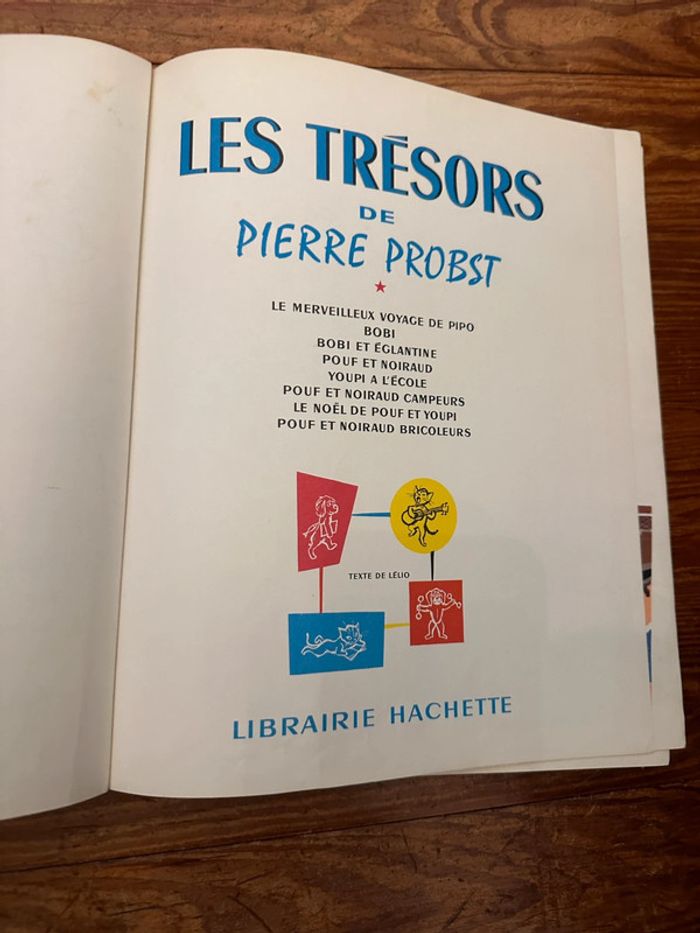 LES TRÉSORS
DE
PIERRE PROBST
LE MERVEILLEUX VOYAGE DE PIPO
BOBI
BOBI ET ÉGLANTINE
POUF ET NOIRAUD
YOUPI A L'ÉCOLE
POUF ET NOIRAUD CAMPEURS
LE NOËL DE POUF ET YOUPI
POUF ET NOIRAUD BRICOLEURS
TEXTE DE LÉLIO
LIBRAIRIE HACHETTE